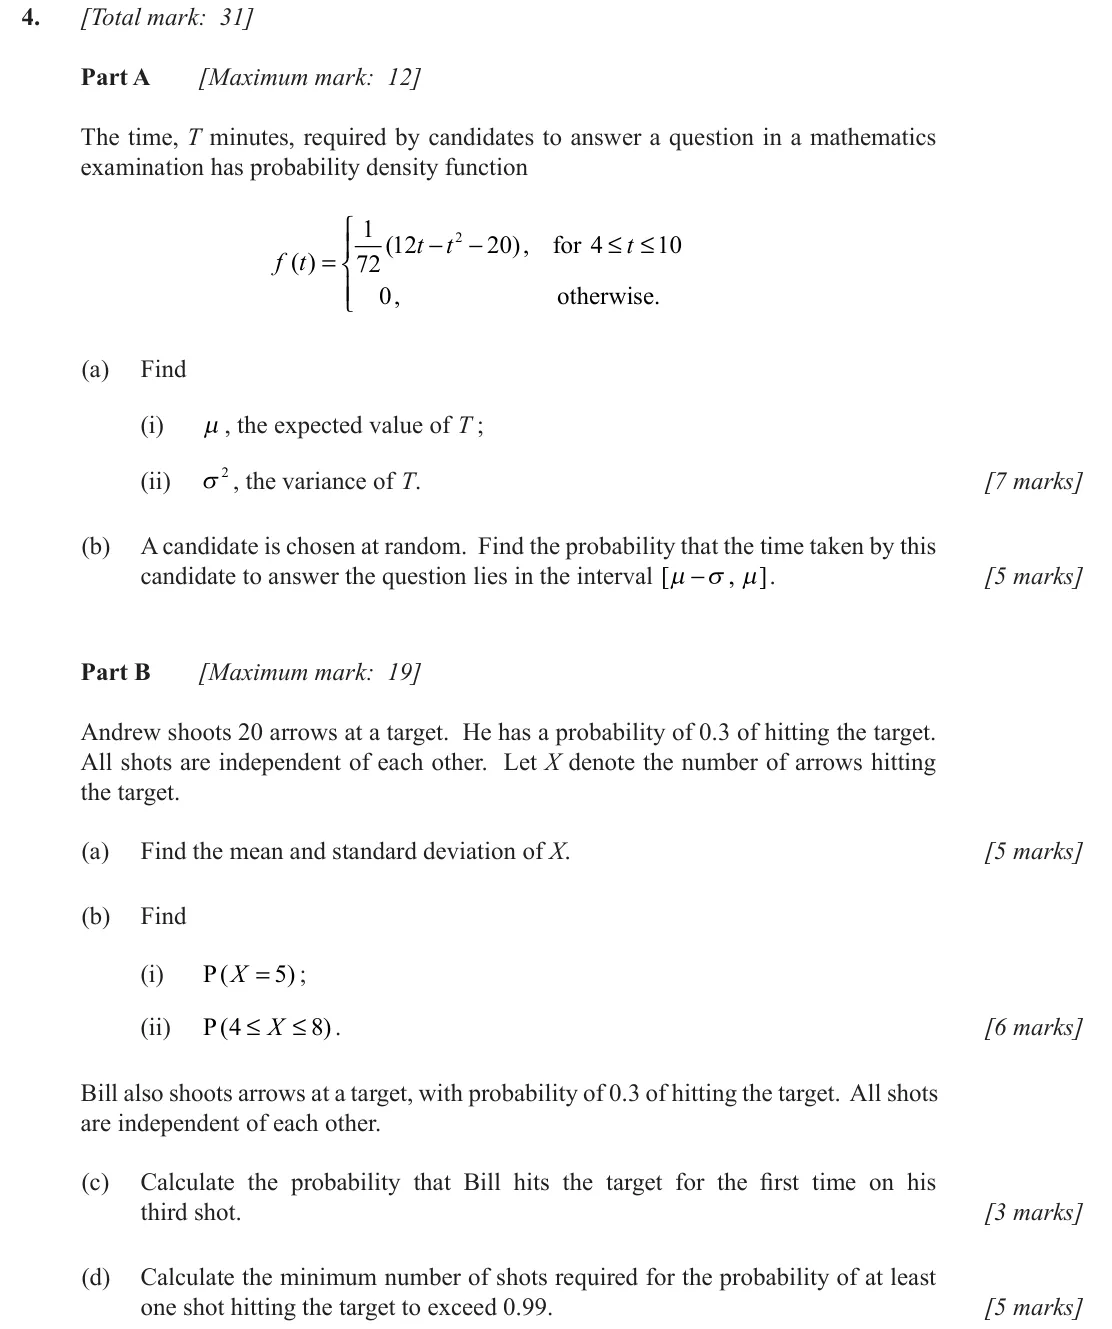 4. [Total mark: 31]
Part A [Maximum mark: 12]
The time, T minutes, required by candidates to answer a question in a mathematics
examination has probability density function
f (t) = { 1/72 (12t − t² − 20), for 4 ≤ t ≤ 10
0, otherwise.
(a) Find
(i) μ , the expected value of T ;
(ii) σ² , the variance of T. [7 marks]
(b) A candidate is chosen at random. Find the probability that the time taken by this
candidate to answer the question lies in the interval [μ − σ , μ] . [5 marks]
Part B [Maximum mark: 19]
Andrew shoots 20 arrows at a target. He has a probability of 0.3 of hitting the target.
All shots are independent of each other. Let X denote the number of arrows hitting
the target.
(a) Find the mean and standard deviation of X. [5 marks]
(b) Find
(i) P(X = 5) ;
(ii) P(4 ≤ X ≤ 8) . [6 marks]
Bill also shoots arrows at a target, with probability of 0.3 of hitting the target. All shots
are independent of each other.
(c) Calculate the probability that Bill hits the target for the first time on his
third shot. [3 marks]
(d) Calculate the minimum number of shots required for the probability of at least
one shot hitting the target to exceed 0.99. [5 marks]